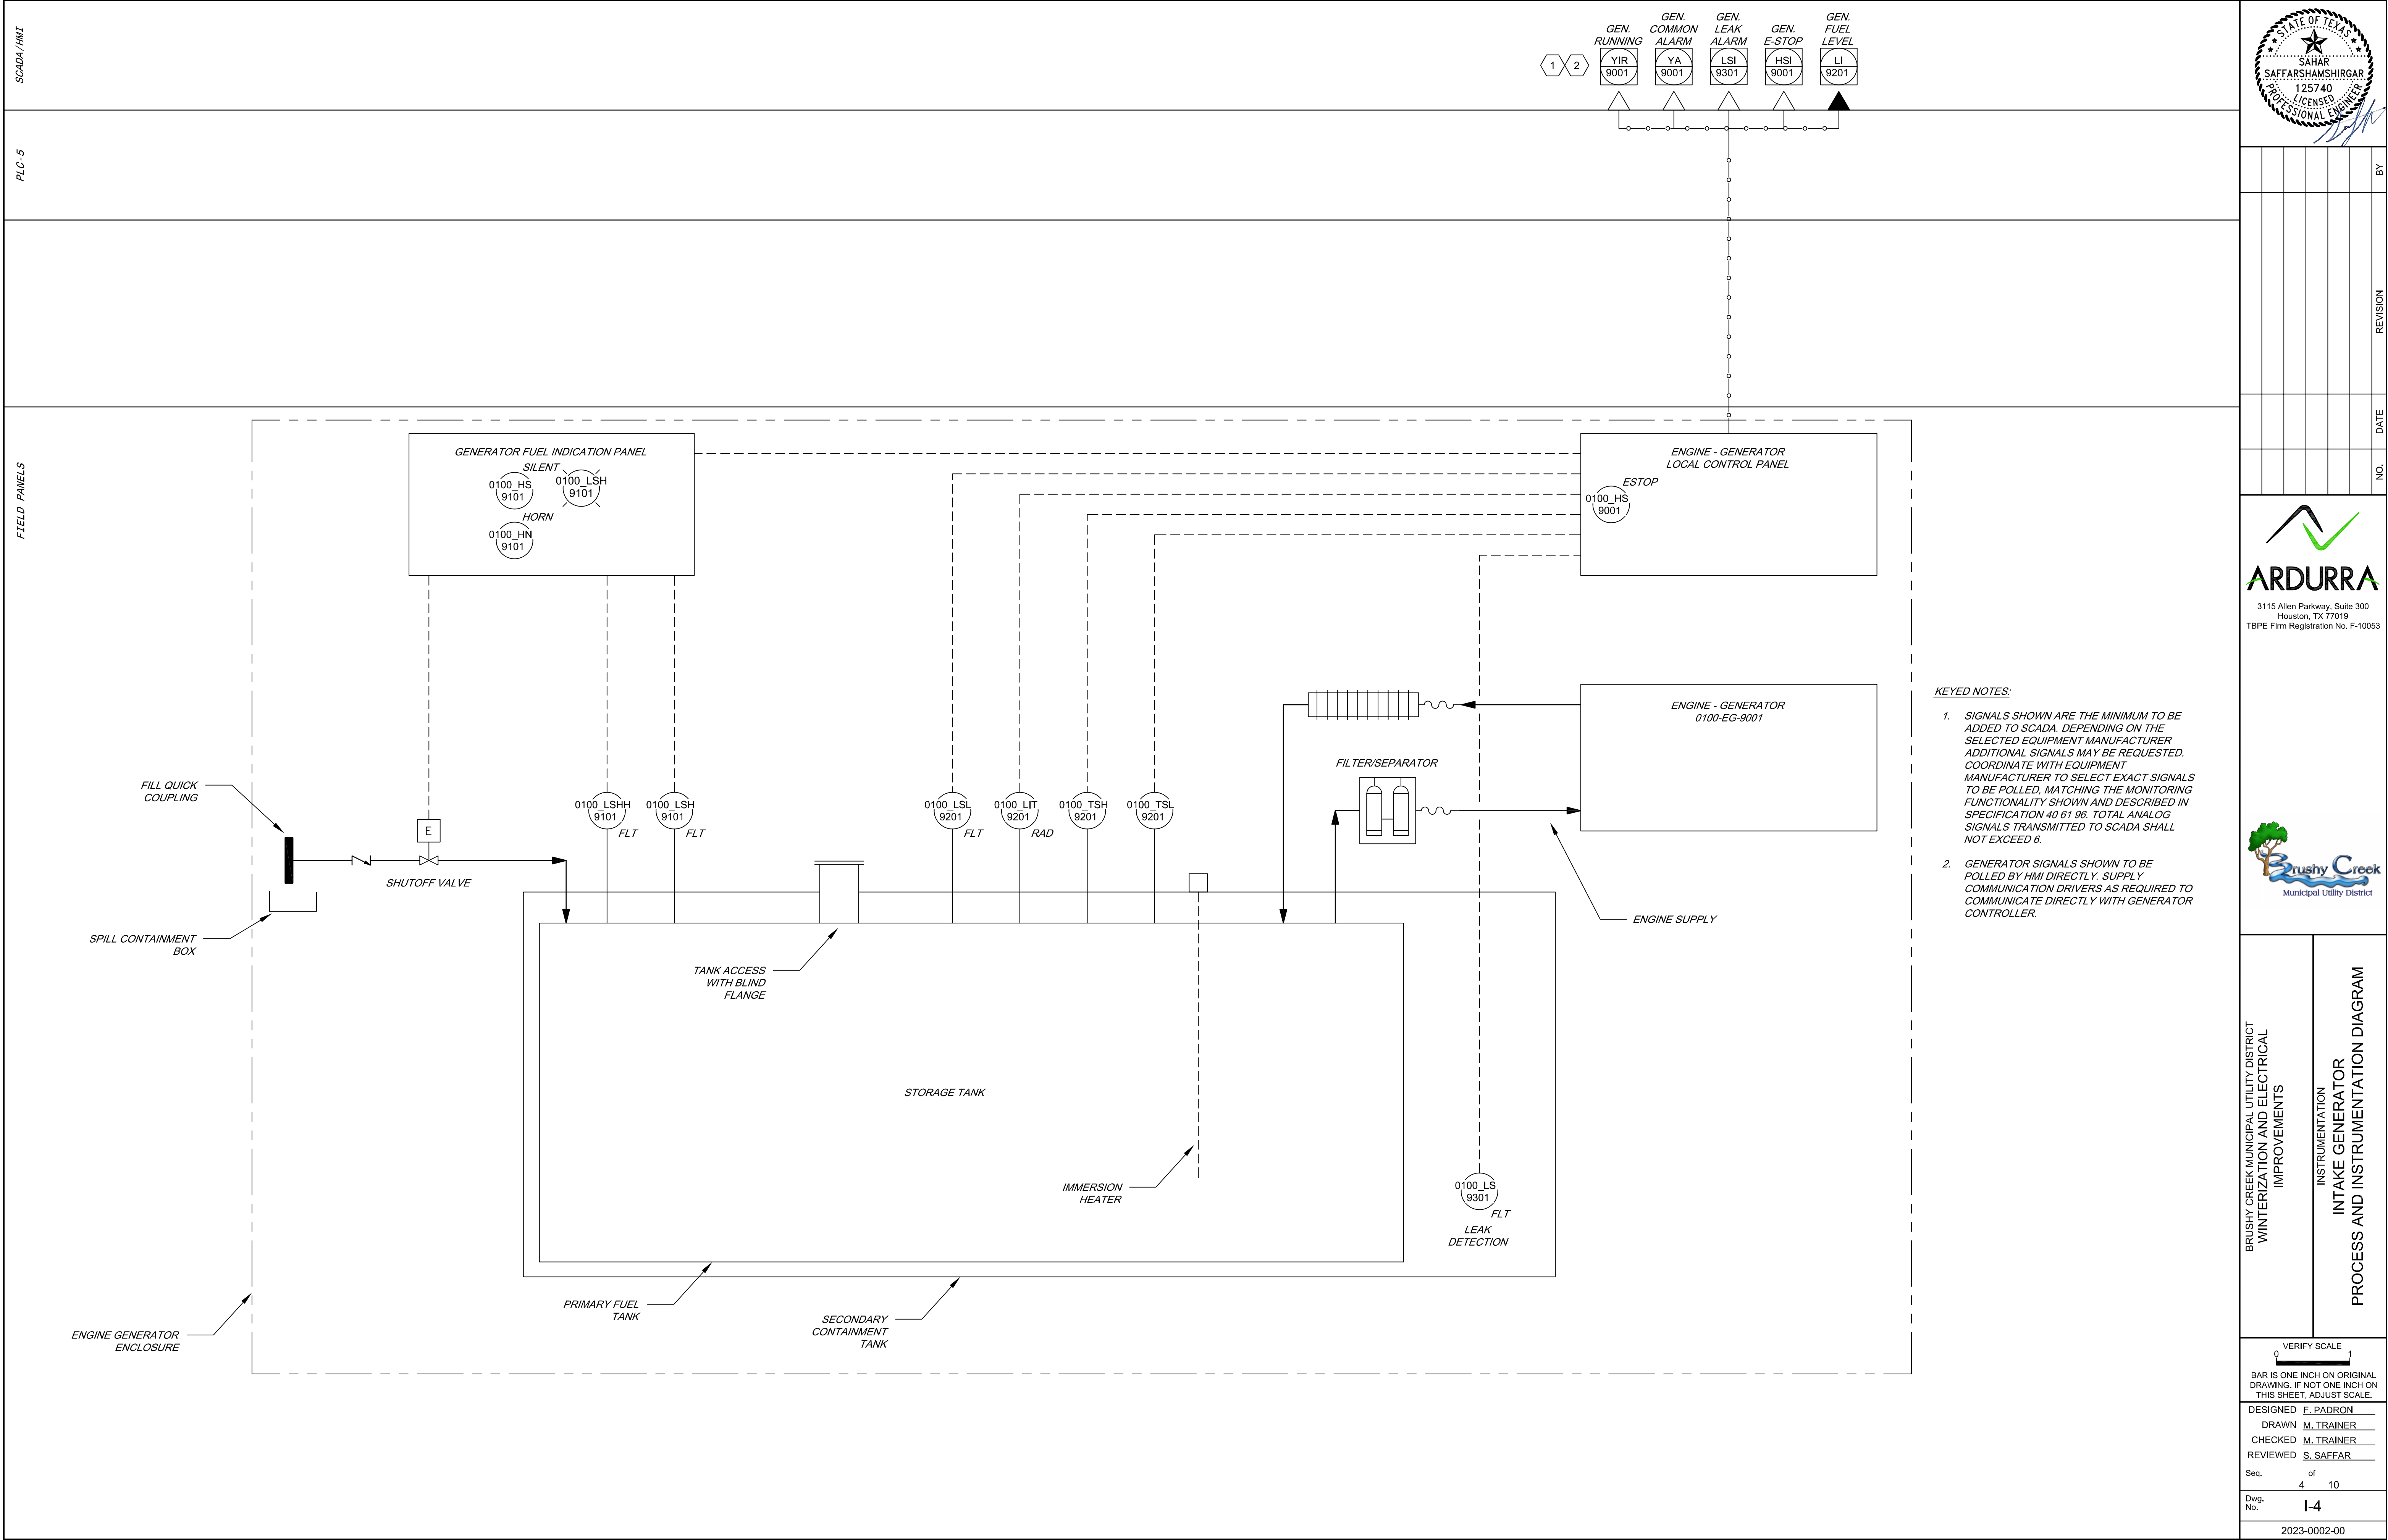 SCADA/HMI
PLC-5
FIELD PANELS
GEN.
RUNNING
GEN.
COMMON
ALARM
GEN.
LEAK
ALARM
GEN.
E-STOP
GEN.
FUEL
LEVEL
1
2
YIR
9001
YA
9001
LSI
9301
HSI
9001
LI
9201
GENERATOR FUEL INDICATION PANEL
SILENT
0100_HS
9101
0100_LSH
9101
HORN
0100_HN
9101
ENGINE - GENERATOR
LOCAL CONTROL PANEL
ESTOP
0100_HS
9001
ENGINE - GENERATOR
0100-EG-9001
FILTER/SEPARATOR
FILL QUICK
COUPLING
E
SHUTOFF VALVE
0100_LSHH
9101
FLT
0100_LSH
9101
FLT
0100_LSL
9201
FLT
0100_LIT
9201
RAD
0100_TSH
9201
0100_TSL
9201
SPILL CONTAINMENT
BOX
TANK ACCESS
WITH BLIND
FLANGE
ENGINE SUPPLY
STORAGE TANK
IMMERSION
HEATER
0100_LS
9301
FLT
LEAK
DETECTION
PRIMARY FUEL
TANK
SECONDARY
CONTAINMENT
TANK
ENGINE GENERATOR
ENCLOSURE
KEYED NOTES:
1. SIGNALS SHOWN ARE THE MINIMUM TO BE
ADDED TO SCADA. DEPENDING ON THE
SELECTED EQUIPMENT MANUFACTURER
ADDITIONAL SIGNALS MAY BE REQUESTED.
COORDINATE WITH EQUIPMENT
MANUFACTURER TO SELECT EXACT SIGNALS
TO BE POLLED, MATCHING THE MONITORING
FUNCTIONALITY SHOWN AND DESCRIBED IN
SPECIFICATION 40 61 96. TOTAL ANALOG
SIGNALS TRANSMITTED TO SCADA SHALL
NOT EXCEED 6.
2. GENERATOR SIGNALS SHOWN TO BE
POLLED BY HMI DIRECTLY. SUPPLY
COMMUNICATION DRIVERS AS REQUIRED TO
COMMUNICATE DIRECTLY WITH GENERATOR
CONTROLLER.
STATE OF TEXAS
SAHAR
SAFFARSHAMSHIRGAR
125740
LICENSED
PROFESSIONAL ENGINEER
BY
REVISION
DATE
NO.
ARDURRA
3115 Allen Parkway, Suite 300
Houston, TX 77019
TBPE Firm Registration No. F-10053
Brushy Creek
Municipal Utility District
BRUSHY CREEK MUNICIPAL UTILITY DISTRICT
WINTERIZATION AND ELECTRICAL
IMPROVEMENTS
INSTRUMENTATION
INTAKE GENERATOR
PROCESS AND INSTRUMENTATION DIAGRAM
VERIFY SCALE
0 1
BAR IS ONE INCH ON ORIGINAL
DRAWING. IF NOT ONE INCH ON
THIS SHEET, ADJUST SCALE.
DESIGNED F. PADRON
DRAWN M. TRAINER
CHECKED M. TRAINER
REVIEWED S. SAFFAR
Seq. of
4 10
Dwg.
No. I-4
2023-0002-00